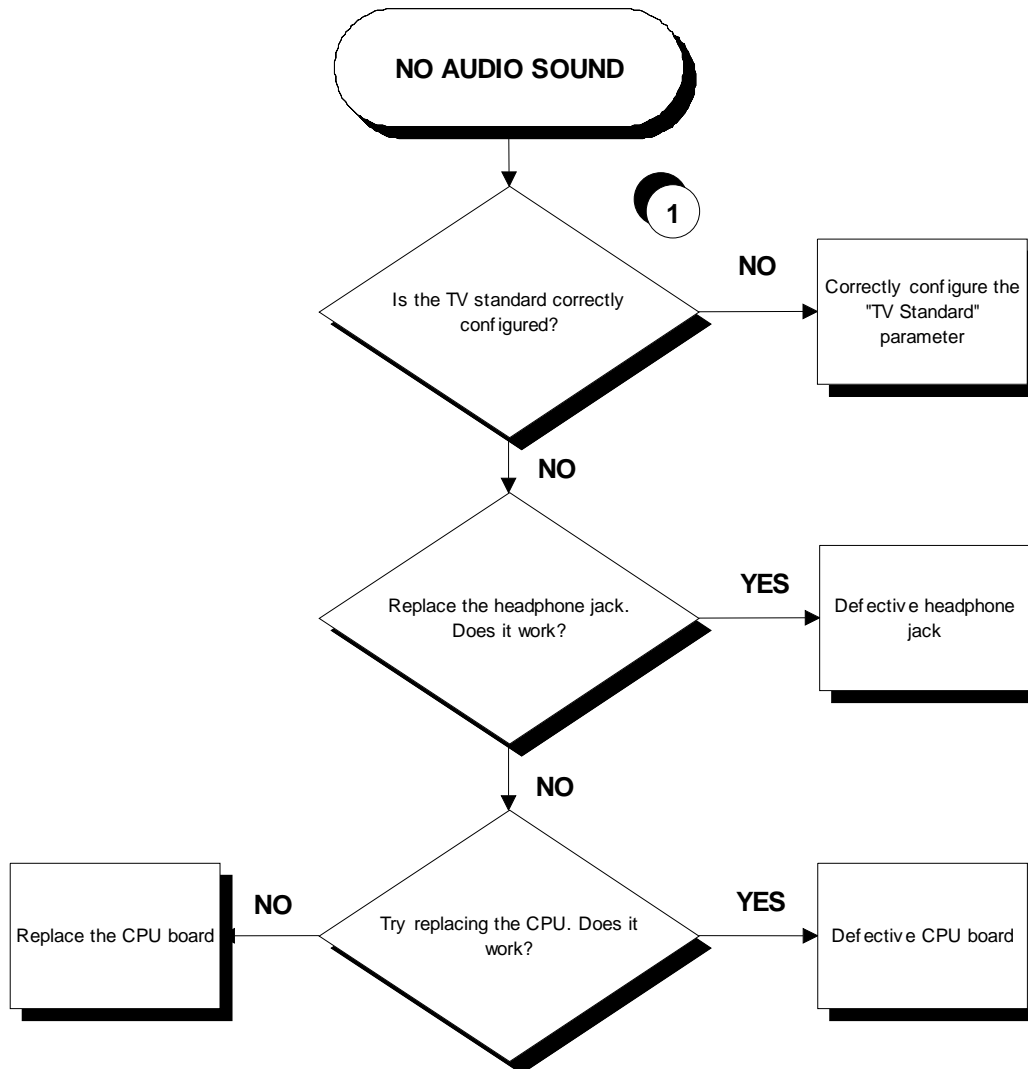 NO AUDIO SOUND
1
Is the TV standard correctly
configured?
NO
Correctly configure the
"TV Standard"
parameter
NO
Replace the headphone jack.
Does it work?
YES
Defective headphone
jack
NO
Try replacing the CPU. Does it
work?
NO
Replace the CPU board
YES
Defective CPU board